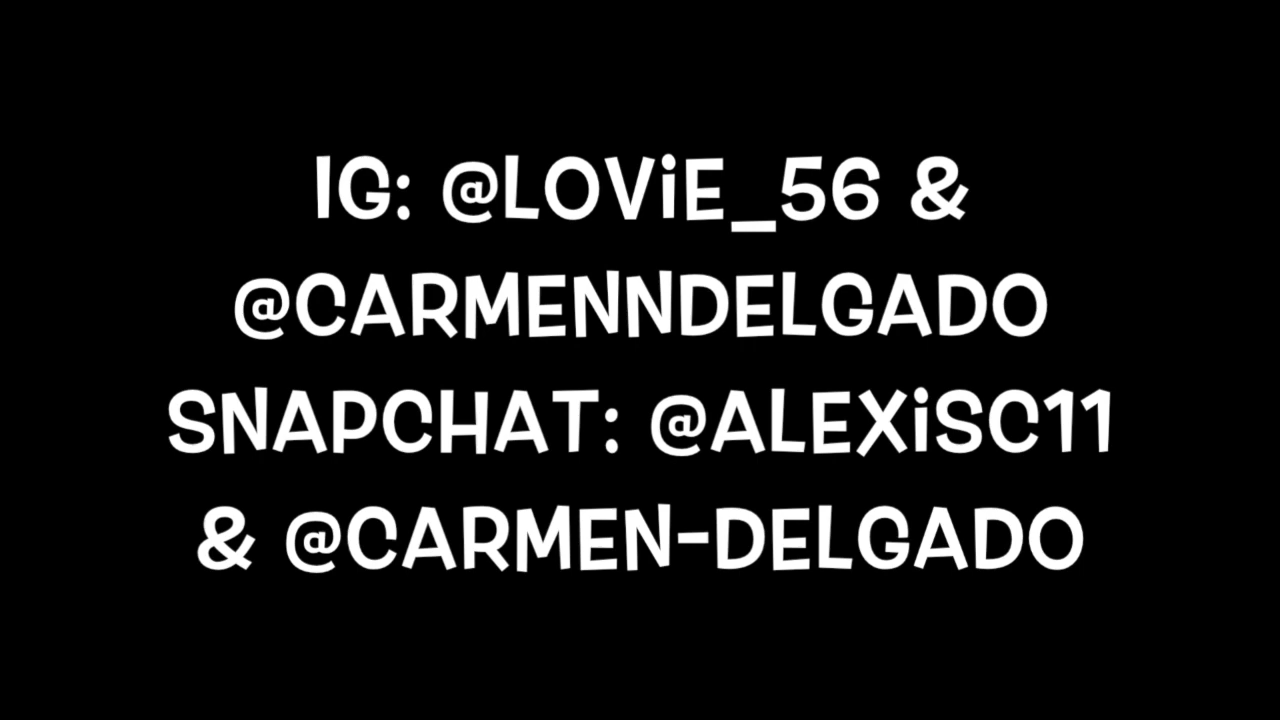 IG: @LOViE_56 &
@CARMENNDELGADO
SNAPCHAT: @ALEXiSC11
& @CARMEN-DELGADO